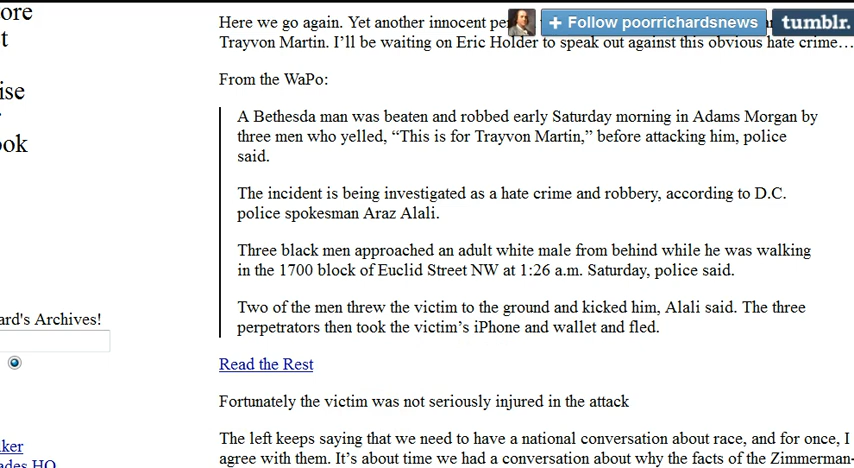 ore
t
ise
ook
ard's Archives!
ker
ades HQ
+ Follow poorrichardsnews
tumblr.
Here we go again. Yet another innocent
Trayvon Martin. I'll be waiting on Eric Holder to speak out against this obvious hate crime…
From the WaPo:
A Bethesda man was beaten and robbed early Saturday morning in Adams Morgan by
three men who yelled, “This is for Trayvon Martin,” before attacking him, police
said.
The incident is being investigated as a hate crime and robbery, according to D.C.
police spokesman Araz Alali.
Three black men approached an adult white male from behind while he was walking
in the 1700 block of Euclid Street NW at 1:26 a.m. Saturday, police said.
Two of the men threw the victim to the ground and kicked him, Alali said. The three
perpetrators then took the victim’s iPhone and wallet and fled.
Read the Rest
Fortunately the victim was not seriously injured in the attack
The left keeps saying that we need to have a national conversation about race, and for once, I
agree with them. It’s about time we had a conversation about why the facts of the Zimmerman-